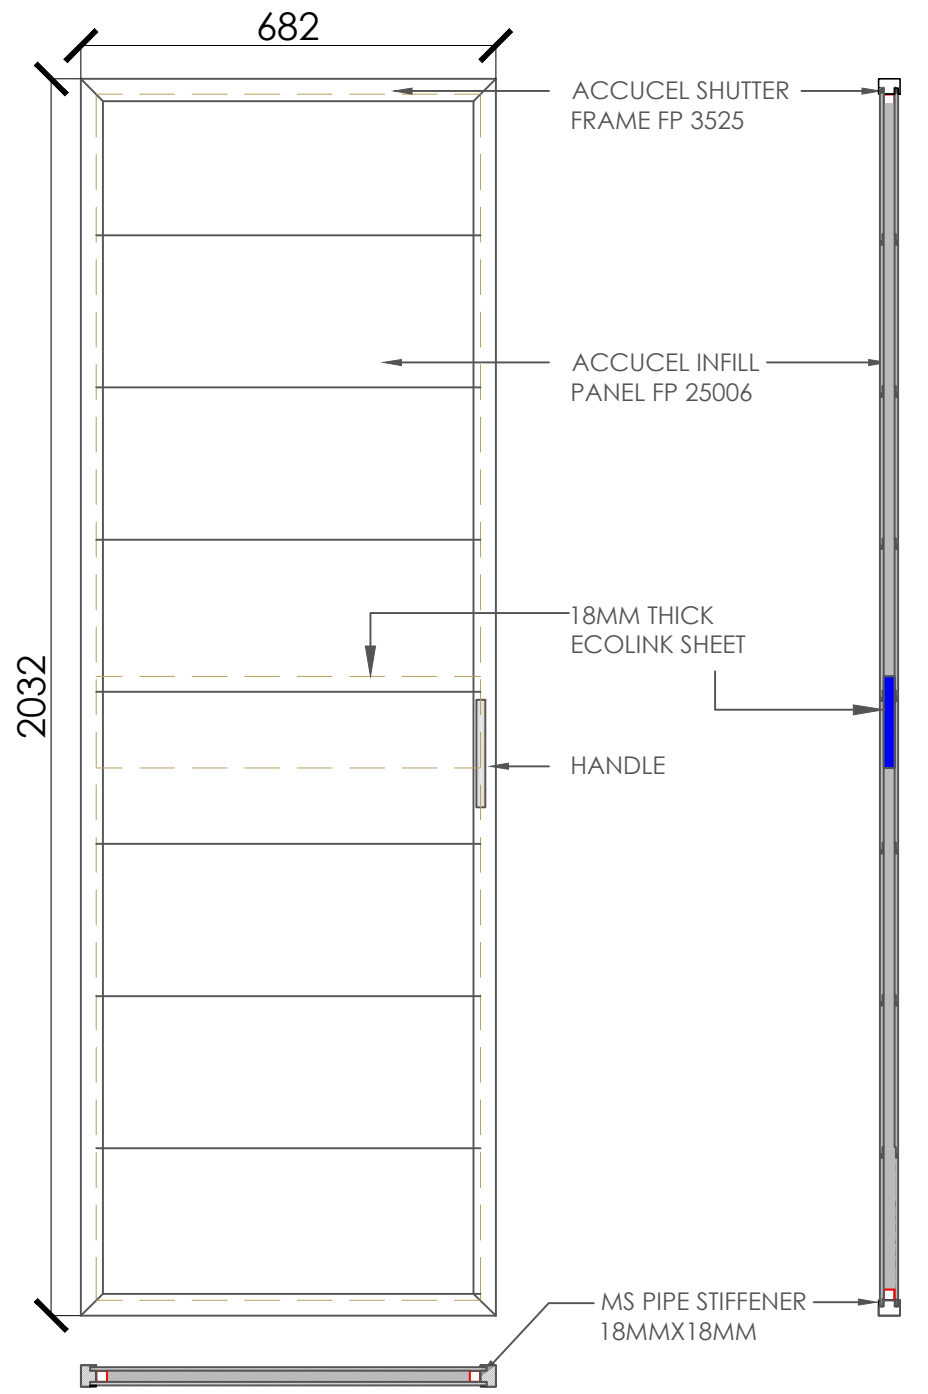 682
ACCUCEL SHUTTER
FRAME FP 3525
ACCUCEL INFILL
PANEL FP 25006
18MM THICK
ECOLINK SHEET
2032
HANDLE
MS PIPE STIFFENER
18MMX18MM